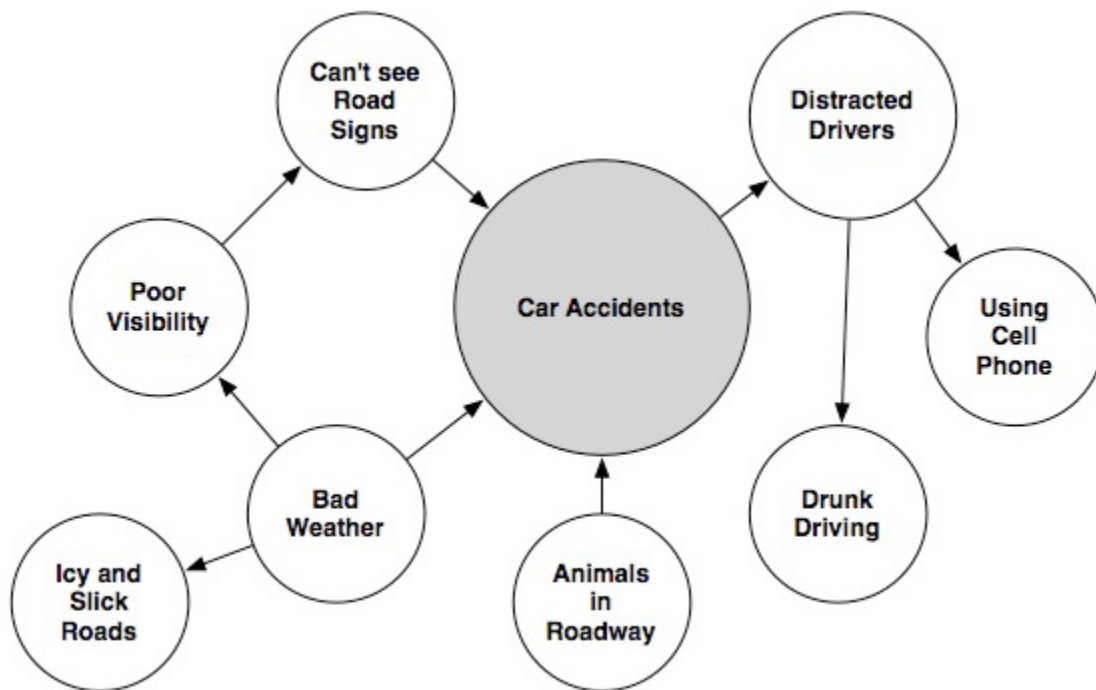 Can't see
Road
Signs
Distracted
Drivers
Poor
Visibility
Car Accidents
Using
Cell
Phone
Bad
Weather
Drunk
Driving
Icy and
Slick
Roads
Animals
in
Roadway